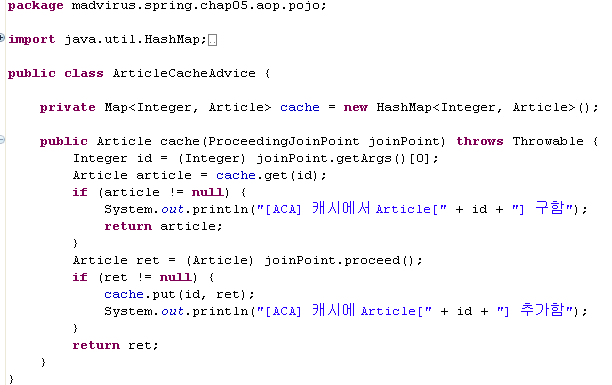 package madvirus.spring.chap05.aop.pojo;
import java.util.HashMap;
public class ArticleCacheAdvice {
private Map<Integer, Article> cache = new HashMap<Integer, Article>();
public Article cache(ProceedingJoinPoint joinPoint) throws Throwable {
Integer id = (Integer) joinPoint.getArgs()[0];
Article article = cache.get(id);
if (article != null) {
System.out.println("[ACA] 캐시에서 Article[" + id + "] 구함");
return article;
}
Article ret = (Article) joinPoint.proceed();
if (ret != null) {
cache.put(id, ret);
System.out.println("[ACA] 캐시에 Article[" + id + "] 추가함");
}
return ret;
}
}